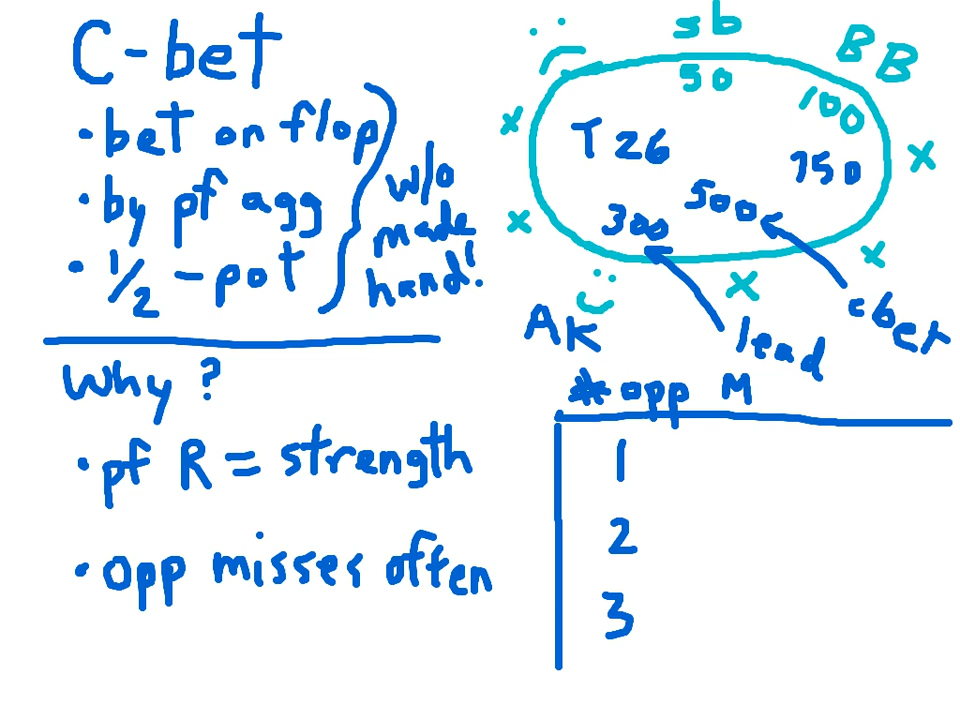 C-bet
• bet on flop
• by pf agg
• 1/2 - pot
w/o
made
hand!
Why?
• pf R = strength
• opp misses often
sb
BB
50
100
T 26
750
500
300
x
x
x
x
x
AK
lead
cbet
* opp M
1
2
3